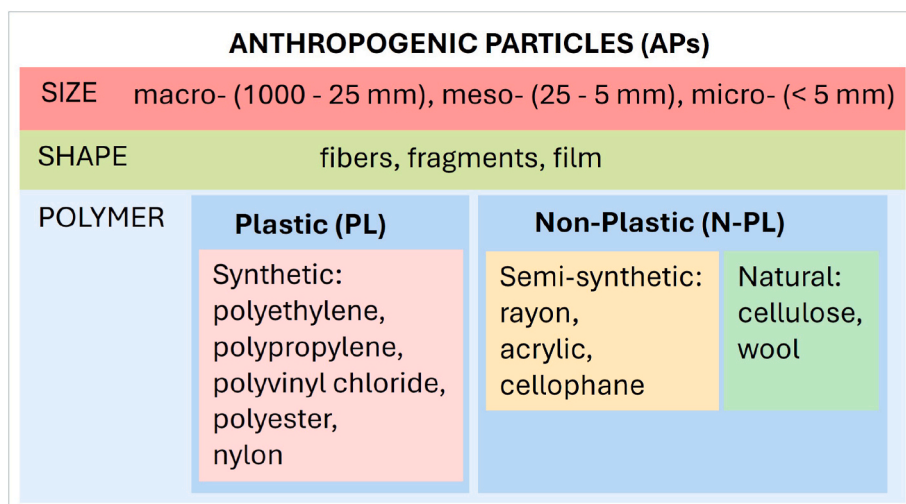 ANTHROPOGENIC PARTICLES (APs)
SIZE macro- (1000 - 25 mm), meso- (25 - 5 mm), micro- (< 5 mm)
SHAPE fibers, fragments, film
POLYMER
Plastic (PL)
Synthetic:
polyethylene,
polypropylene,
polyvinyl chloride,
polyester,
nylon
Non-Plastic (N-PL)
Semi-synthetic:
rayon,
acrylic,
cellophane
Natural:
cellulose,
wool